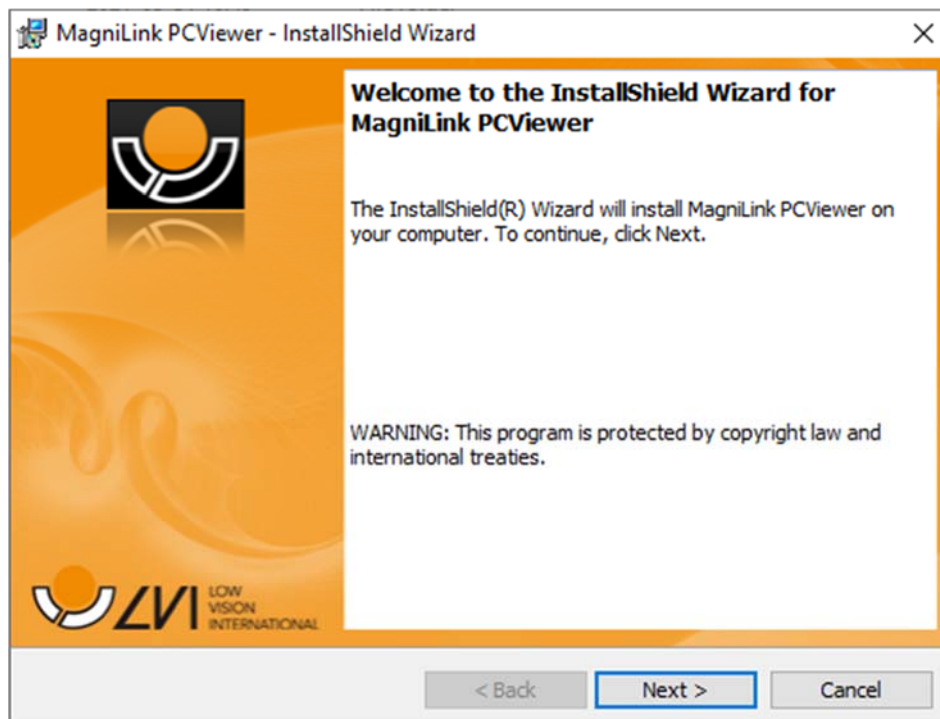 MagniLink PCViewer - InstallShield Wizard
Welcome to the InstallShield Wizard for
MagniLink PCViewer
The InstallShield(R) Wizard will install MagniLink PCViewer on
your computer. To continue, click Next.
WARNING: This program is protected by copyright law and
international treaties.
LVI
LOW
VISION
INTERNATIONAL
< Back
Next >
Cancel